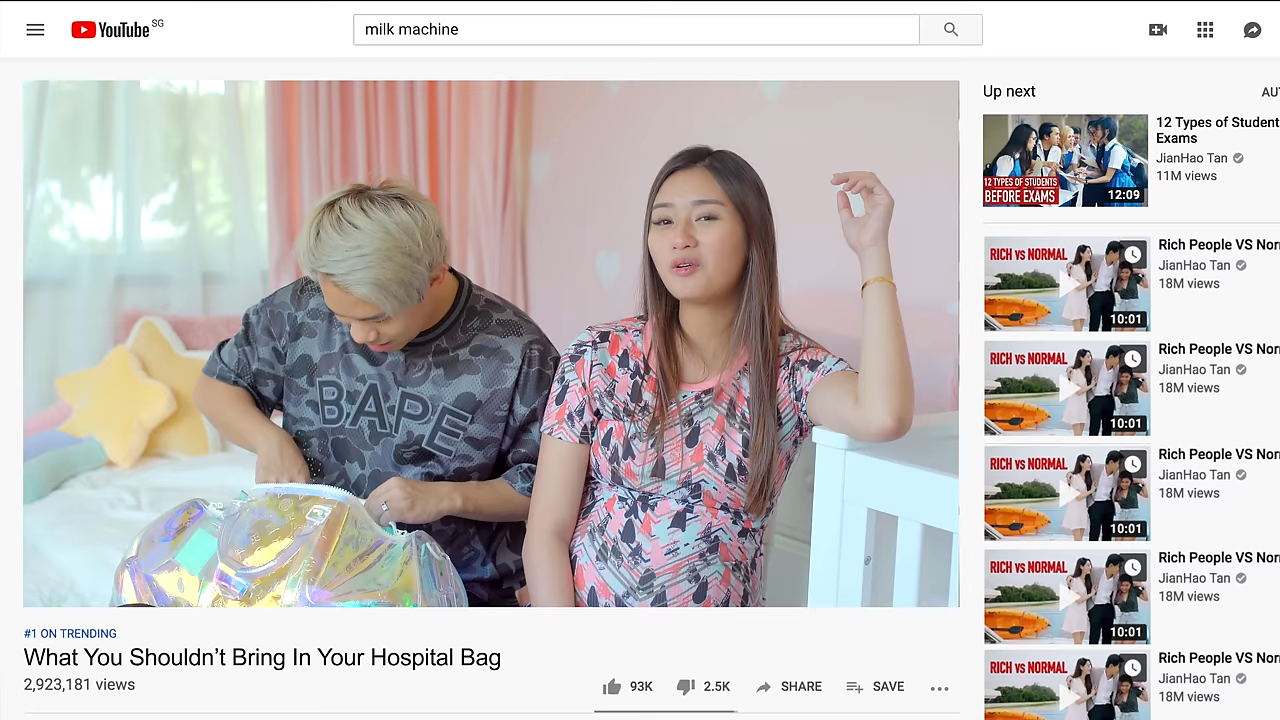 YouTube SG
milk machine
BAPE
#1 ON TRENDING
What You Shouldn’t Bring In Your Hospital Bag
2,923,181 views
93K
2.5K
SHARE
SAVE
Up next
12 TYPES OF STUDENTS
BEFORE EXAMS
12:09
12 Types of Student
Exams
JianHao Tan
11M views
RICH vs NORMAL
10:01
Rich People VS Nor
JianHao Tan
18M views
RICH vs NORMAL
10:01
Rich People VS Nor
JianHao Tan
18M views
RICH vs NORMAL
10:01
Rich People VS Nor
JianHao Tan
18M views
RICH vs NORMAL
10:01
Rich People VS Nor
JianHao Tan
18M views
RICH vs NORMAL
Rich People VS Nor
JianHao Tan
18M views